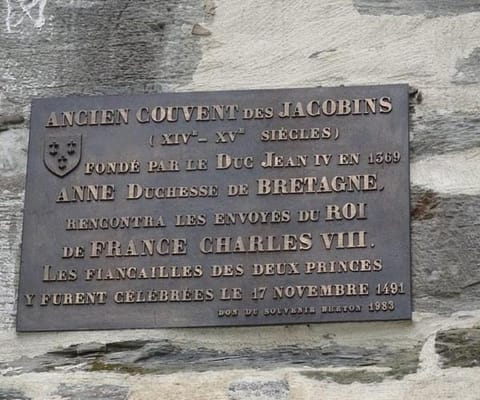 ANCIEN COUVENT DES JACOBINS
(XIVE – XVE SIÈCLES)
FONDÉ PAR LE DUC JEAN IV EN 1369
ANNE DUCHESSE DE BRETAGNE,
RENCONTRA LES ENVOYES DU ROI
DE FRANCE CHARLES VIII.
LES FIANCAILLES DES DEUX PRINCES
Y FURENT CÉLÉBRÉES LE 17 NOVEMBRE 1491
DON DU SOUVENIR BRETON 1983